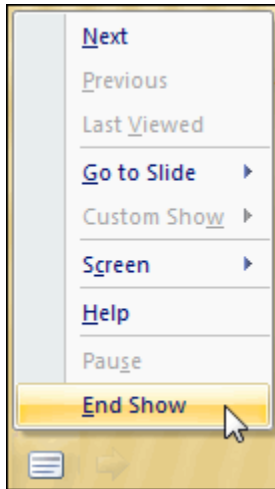 Next
Previous
Last Viewed
Go to Slide
Custom Show
Screen
Help
Pause
End Show